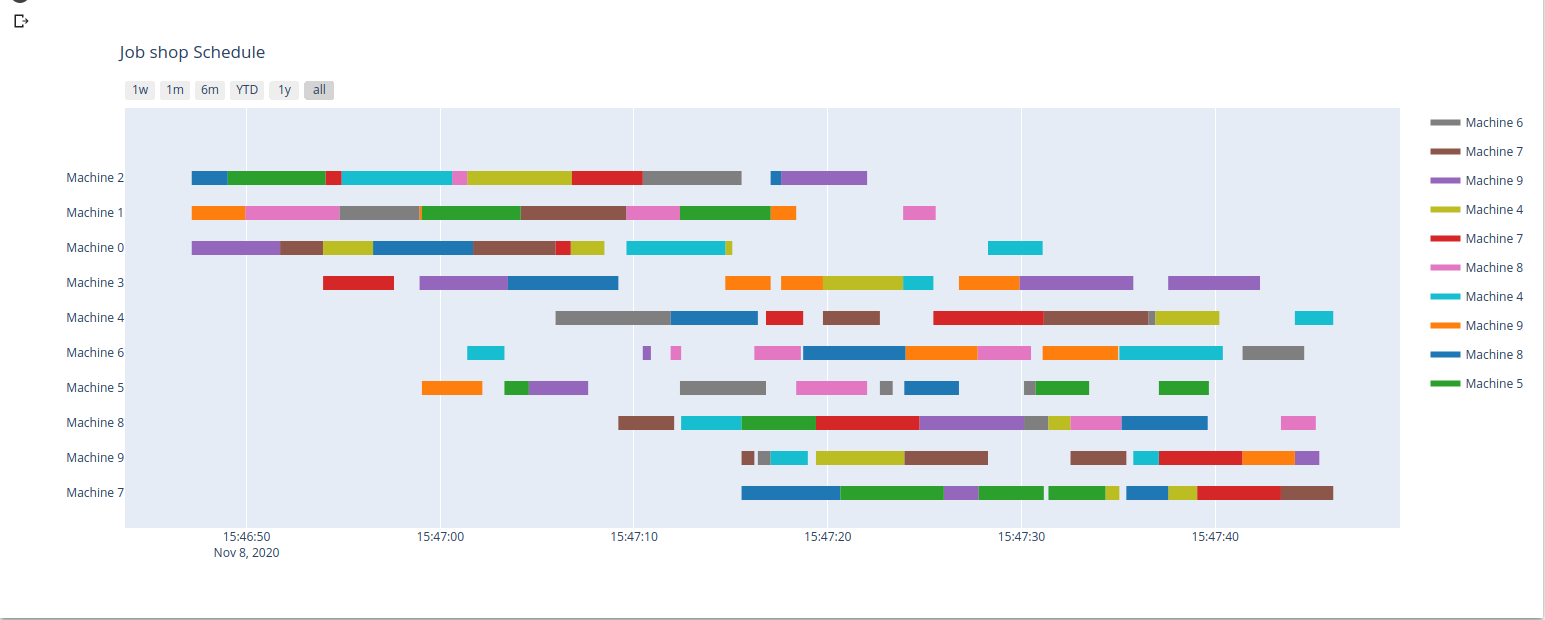 Job shop Schedule
1w 1m 6m YTD 1y all
Machine 2
Machine 1
Machine 0
Machine 3
Machine 4
Machine 6
Machine 5
Machine 8
Machine 9
Machine 7
15:46:50 15:47:00 15:47:10 15:47:20 15:47:30 15:47:40
Nov 8, 2020
Machine 6
Machine 7
Machine 9
Machine 4
Machine 7
Machine 8
Machine 4
Machine 9
Machine 8
Machine 5